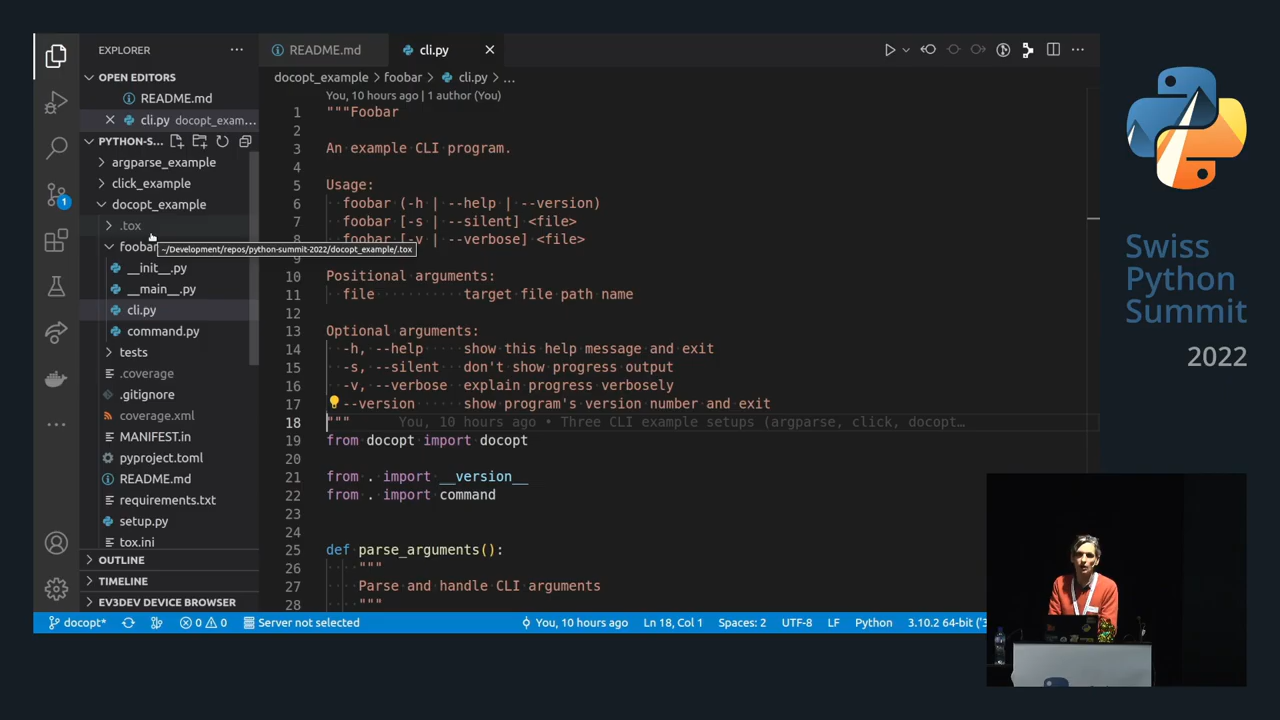 EXPLORER
README.md
cli.py
OPEN EDITORS
README.md
cli.py docopt_exam...
PYTHON-S...
argparse_example
click_example
docopt_example
.tox
foobar
~/Development/repos/python-summit-2022/docopt_example/.tox
__init__.py
__main__.py
cli.py
command.py
tests
.coverage
.gitignore
coverage.xml
MANIFEST.in
pyproject.toml
README.md
requirements.txt
setup.py
tox.ini
OUTLINE
TIMELINE
EV3DEV DEVICE BROWSER
1
docopt_example > foobar > cli.py > ...
You, 10 hours ago | 1 author (You)
1 """Foobar
2
3 An example CLI program.
4
5 Usage:
6 foobar (-h | --help | --version)
7 foobar [-s | --silent] <file>
8 foobar [-v | --verbose] <file>
9
10 Positional arguments:
11 file target file path name
12
13 Optional arguments:
14 -h, --help show this help message and exit
15 -s, --silent don't show progress output
16 -v, --verbose explain progress verbosely
17 --version show program's version number and exit
18 """ You, 10 hours ago • Three CLI example setups (argparse, click, docopt…
19 from docopt import docopt
20
21 from . import __version__
22 from . import command
23
24
25 def parse_arguments():
26 """
27 Parse and handle CLI arguments
28 """
docopt* 0 0 Server not selected You, 10 hours ago Ln 18, Col 1 Spaces: 2 UTF-8 LF Python 3.10.2 64-bit ('3
Swiss
Python
Summit
2022